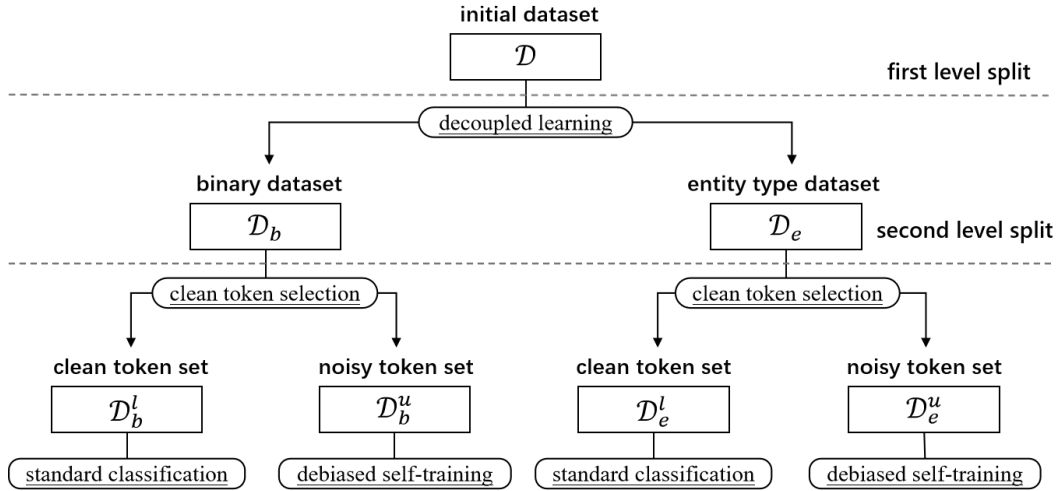 initial dataset
𝒟
first level split
decoupled learning
binary dataset
entity type dataset
𝒟_b
𝒟_e
second level split
clean token selection
clean token selection
clean token set
noisy token set
clean token set
noisy token set
𝒟_b^l
𝒟_b^u
𝒟_e^l
𝒟_e^u
standard classification
debiased self-training
standard classification
debiased self-training